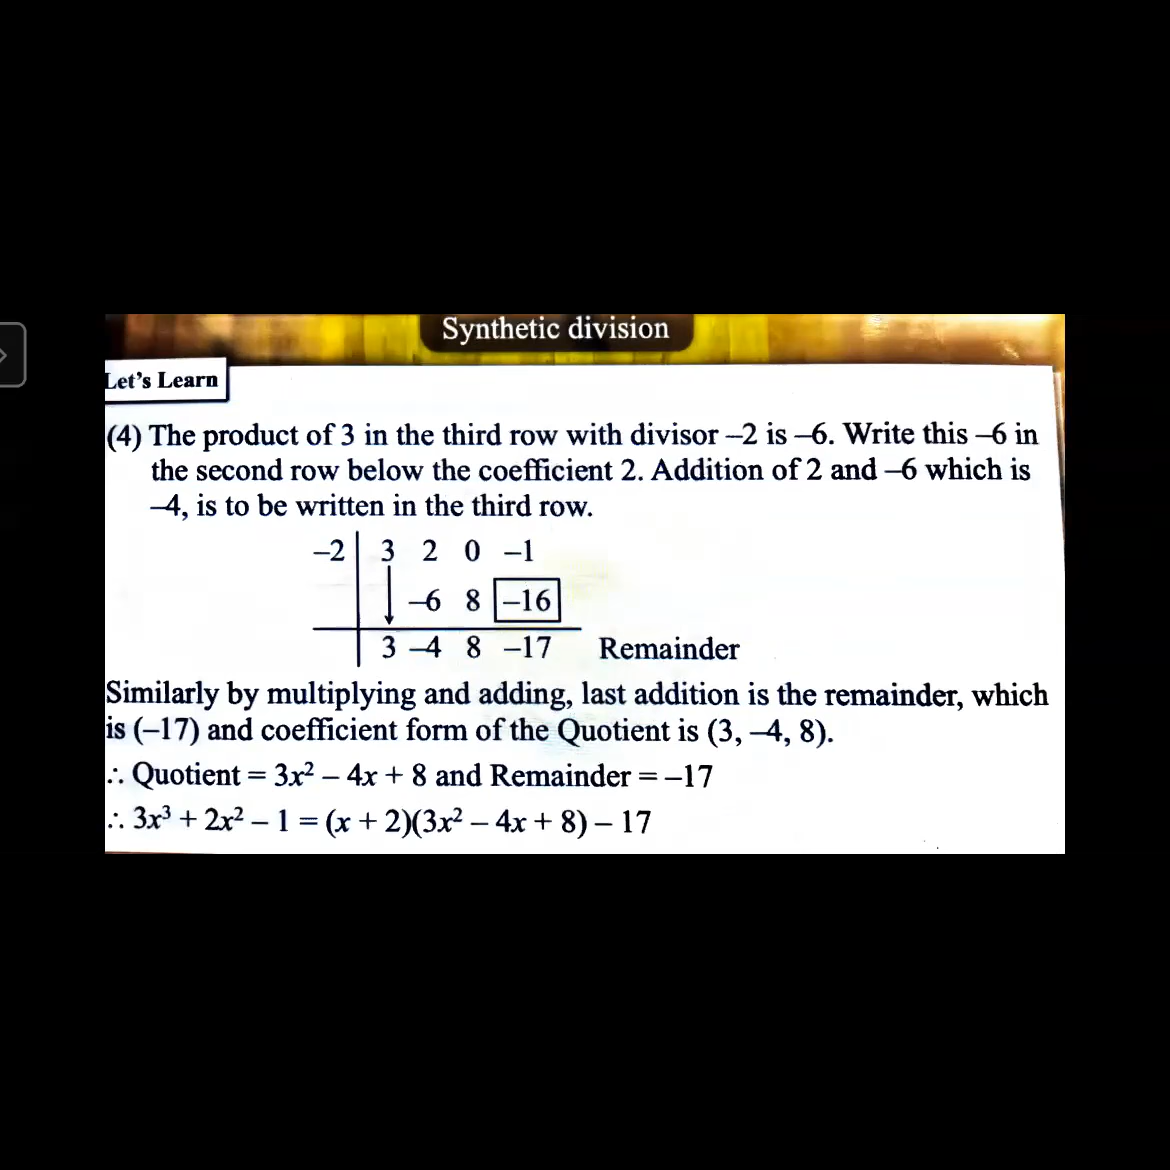 Synthetic division
Let's Learn
(4) The product of 3 in the third row with divisor –2 is –6. Write this –6 in
the second row below the coefficient 2. Addition of 2 and –6 which is
–4, is to be written in the third row.
–2 3 2 0 –1
–6 8 –16
3 –4 8 –17 Remainder
Similarly by multiplying and adding, last addition is the remainder, which
is (–17) and coefficient form of the Quotient is (3, –4, 8).
∴ Quotient = 3x² – 4x + 8 and Remainder = –17
∴ 3x³ + 2x² – 1 = (x + 2)(3x² – 4x + 8) – 17